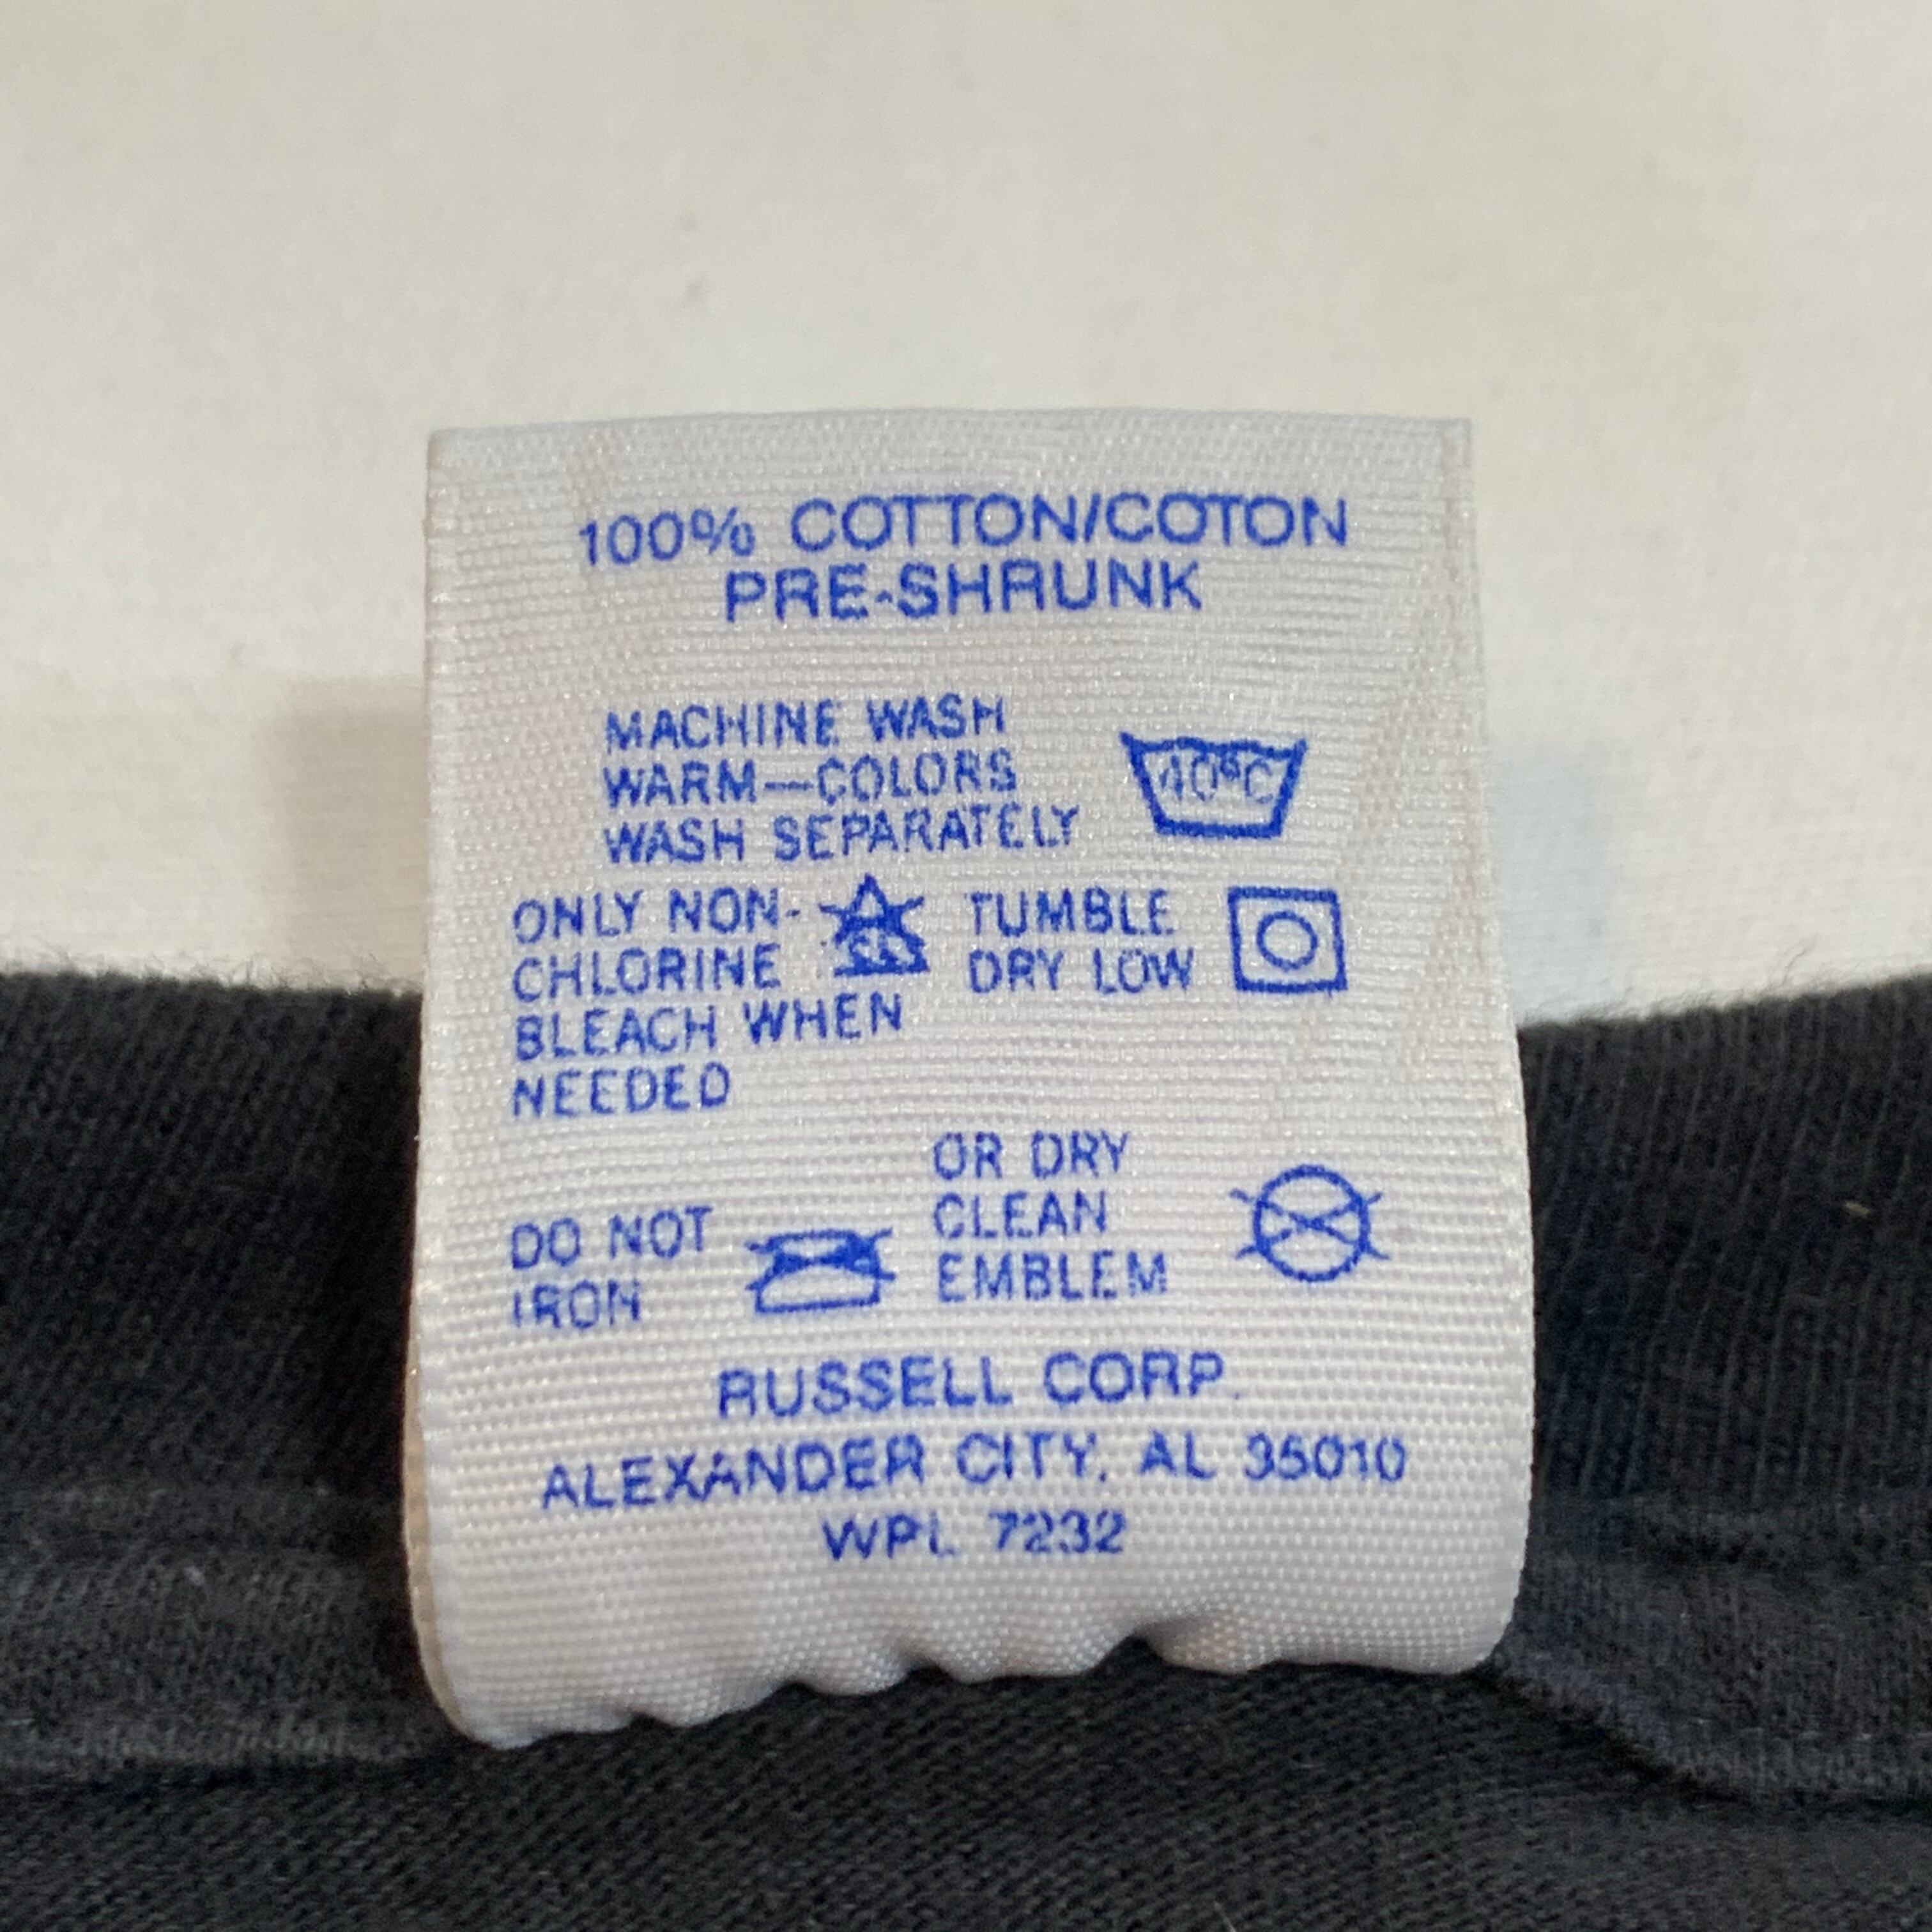 100% COTTON/COTON
PRE-SHRUNK
MACHINE WASH
WARM—COLORS
WASH SEPARATELY
40°C
ONLY NON-
CHLORINE
BLEACH WHEN
NEEDED
TUMBLE
DRY LOW
DO NOT
IRON
OR DRY
CLEAN
EMBLEM
RUSSELL CORP.
ALEXANDER CITY, AL 35010
WPL 7232